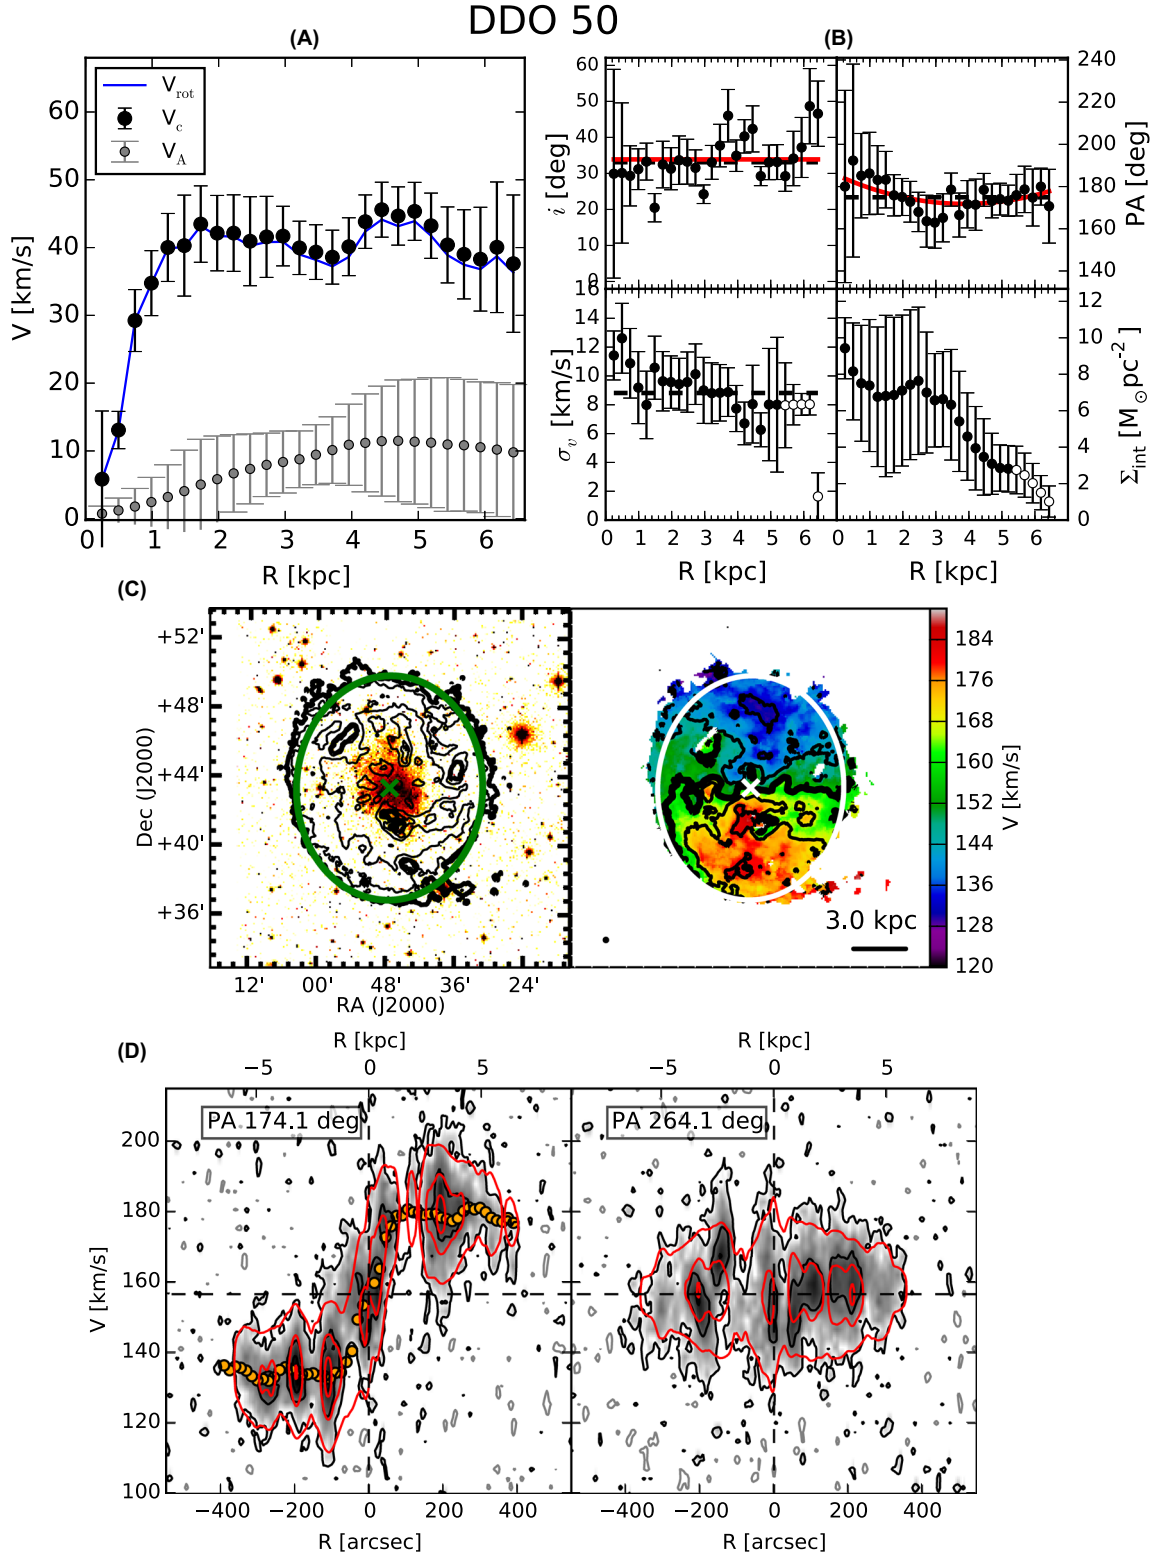 DDO 50
(A)
(B)
V_rot
V_c
V_A
60
50
40
30
20
10
0
V [km/s]
0 1 2 3 4 5 6
R [kpc]
60
50
40
30
20
10
0
i [deg]
240
220
200
180
160
140
PA [deg]
16
14
12
10
8
6
4
2
0
σ_v [km/s]
12
10
8
6
4
2
0
Σ_int [M_⊙pc⁻²]
0 1 2 3 4 5 6
0 1 2 3 4 5 6
R [kpc]
R [kpc]
(C)
+52'
+48'
+44'
+40'
+36'
Dec (J2000)
12' 00' 48' 36' 24'
RA (J2000)
3.0 kpc
184
176
168
160
152
144
136
128
120
V [km/s]
(D)
R [kpc]
R [kpc]
−5 0 5
−5 0 5
PA 174.1 deg
PA 264.1 deg
200
180
160
140
120
100
V [km/s]
−400 −200 0 200 400
−400 −200 0 200 400
R [arcsec]
R [arcsec]